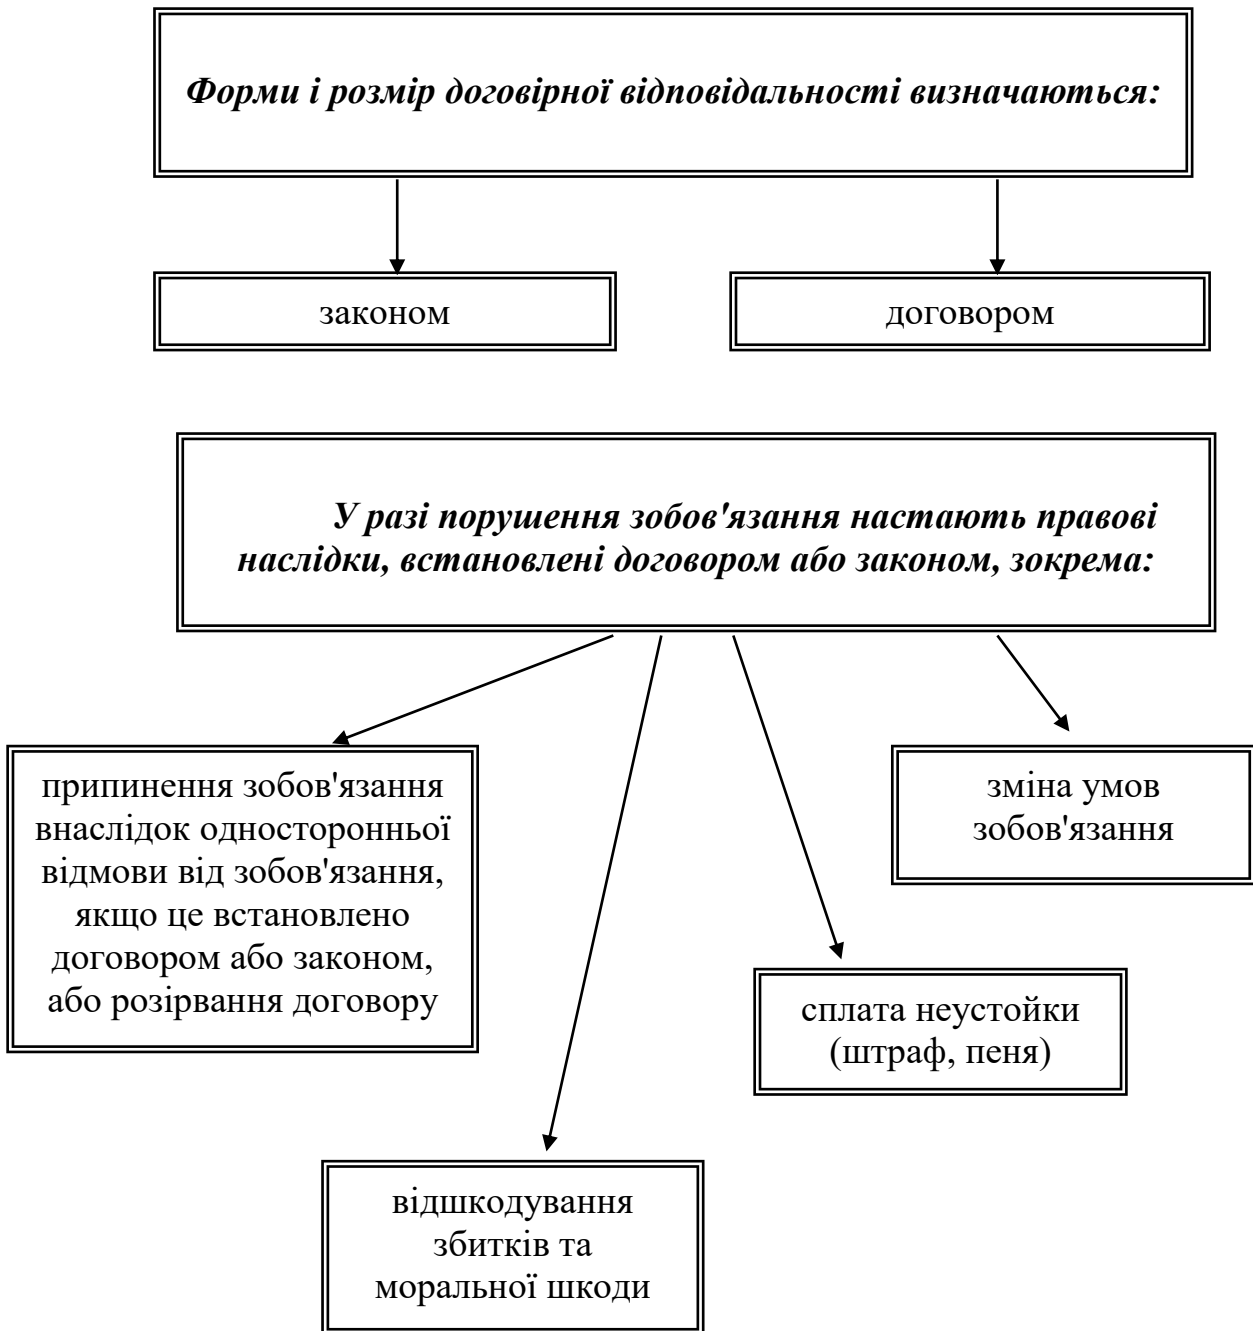 Форми і розмір договірної відповідальності визначаються:
законом
договором
У разі порушення зобов'язання настають правові
наслідки, встановлені договором або законом, зокрема:
припинення зобов'язання
внаслідок односторонньої
відмови від зобов'язання,
якщо це встановлено
договором або законом,
або розірвання договору
зміна умов
зобов'язання
сплата неустойки
(штраф, пеня)
відшкодування
збитків та
моральної шкоди